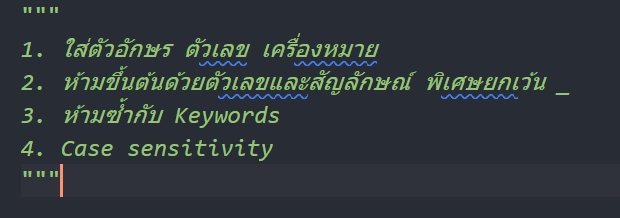 """
1. ใส่ตัวอักษร ตัวเลข เครื่องหมาย
2. ห้ามขึ้นต้นด้วยตัวเลขและสัญลักษณ์ พิเศษยกเว้น _
3. ห้ามซ้ำกับ Keywords
4. Case sensitivity
"""